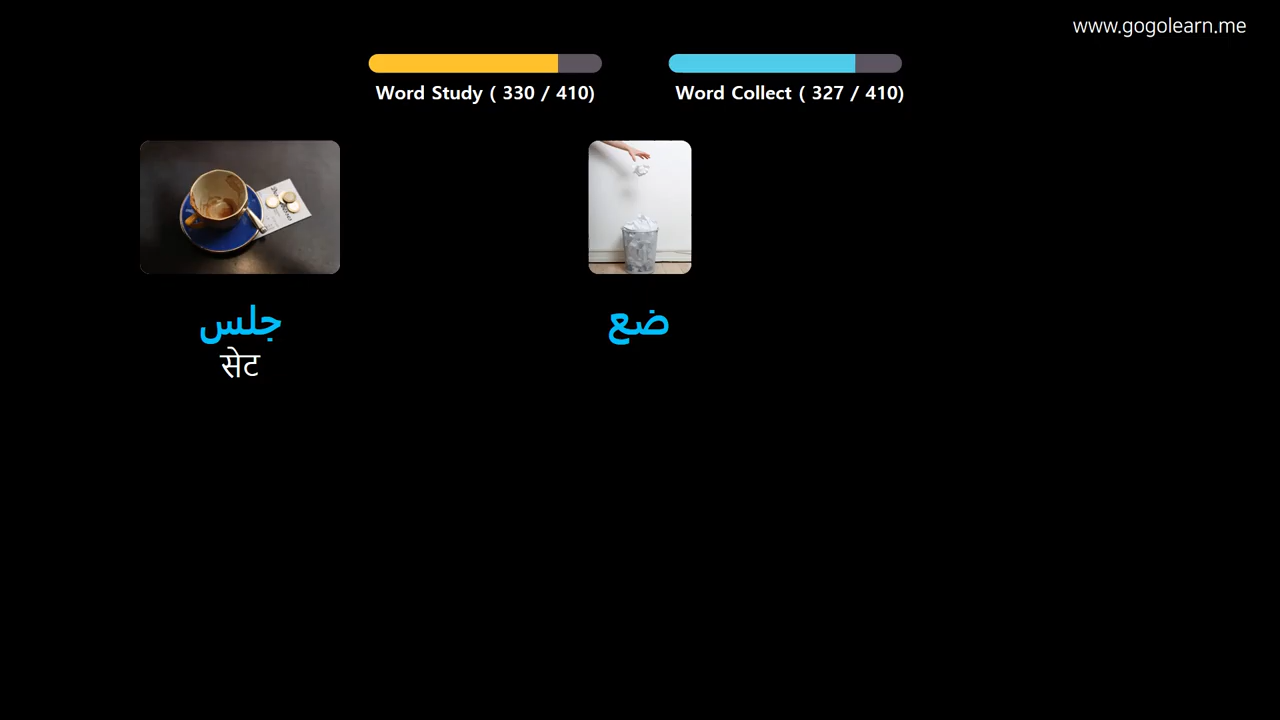 www.gogolearn.me
Word Study ( 330 / 410)
Word Collect ( 327 / 410)
جلس
सेट
ضع